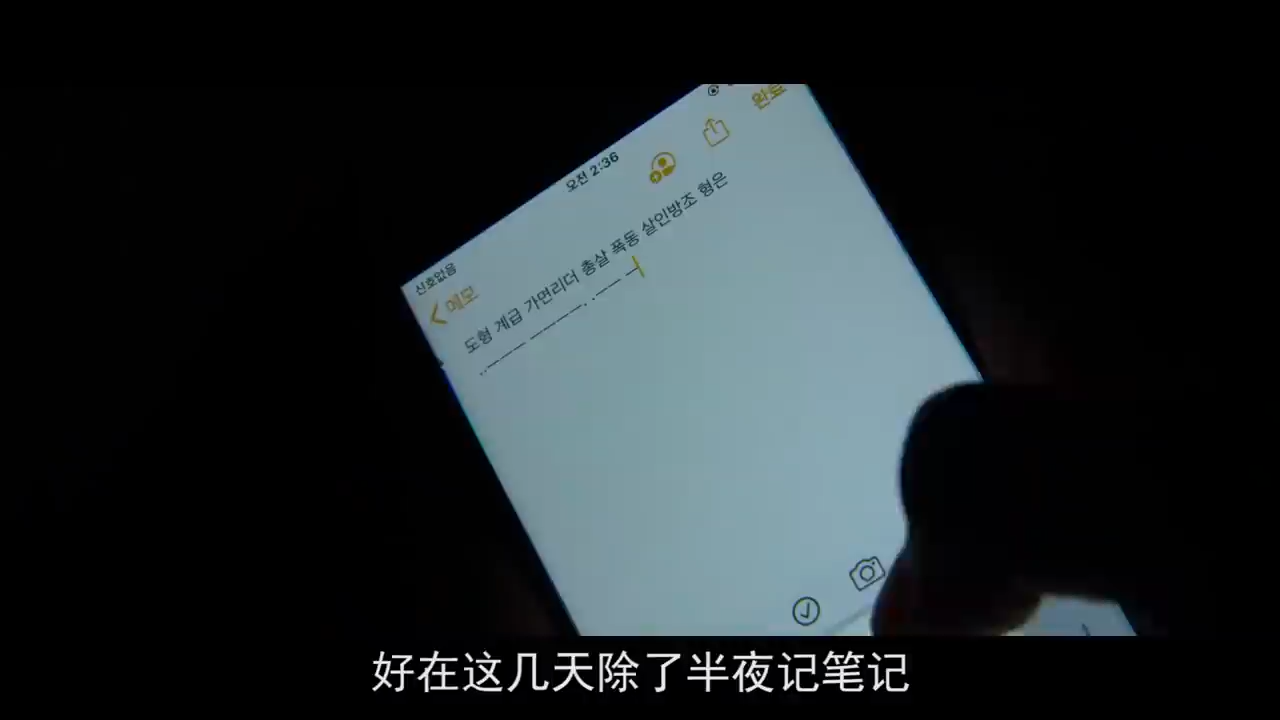 오전 2:36
완료
신호없음
메모
도형 계급 가면리더 총살 폭동 살인방조 형은
好在这几天除了半夜记笔记